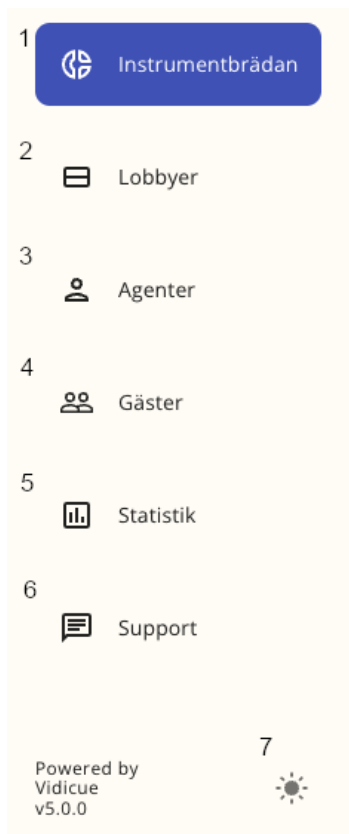 1
Instrumentbrädan
2
Lobbyer
3
Agenter
4
Gäster
5
Statistik
6
Support
7
Powered by
Vidicue
v5.0.0